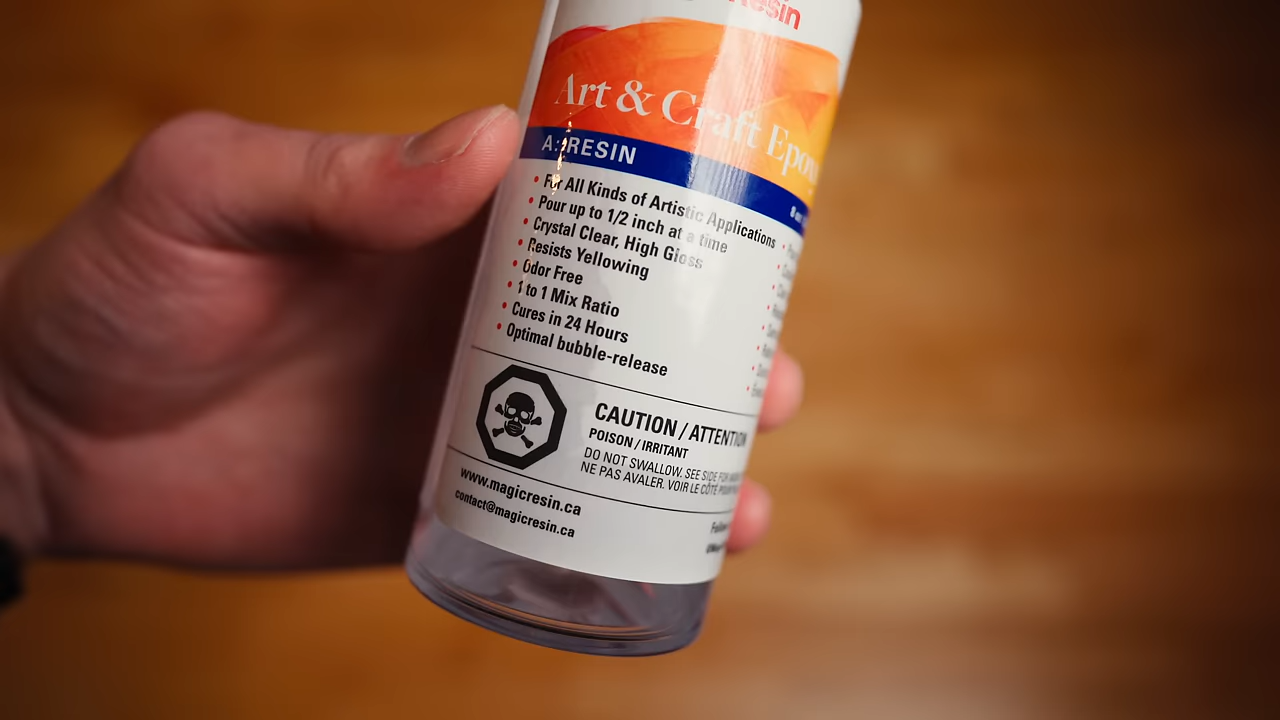 Resin
Art & Craft Epoxy
A: RESIN
• For All Kinds of Artistic Applications
• Pour up to 1/2 inch at a time
• Crystal Clear, High Gloss
• Resists Yellowing
• Odor Free
• 1 to 1 Mix Ratio
• Cures in 24 Hours
• Optimal bubble-release
CAUTION / ATTENTION
POISON / IRRITANT
DO NOT SWALLOW. SEE SIDE FOR
NE PAS AVALER. VOIR LE CÔTÉ POUR
www.magicresin.ca
contact@magicresin.ca